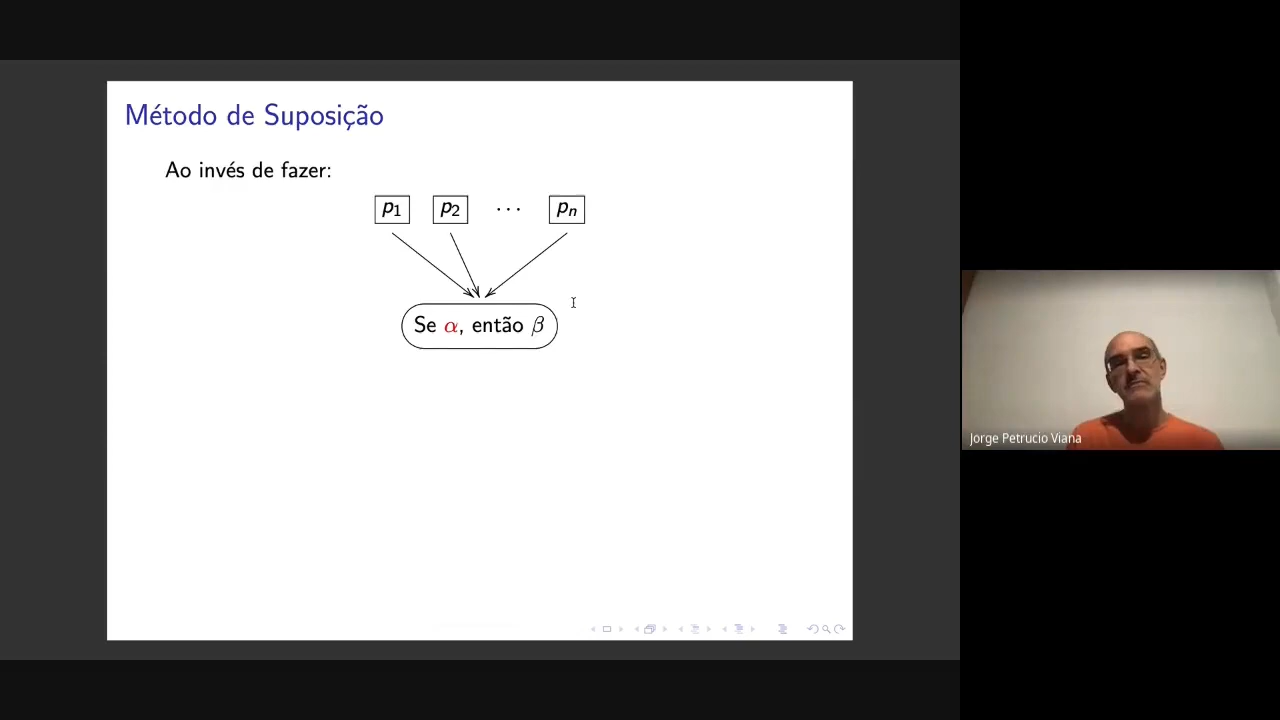 Método de Suposição
Ao invés de fazer:
p1 p2 ··· pn
Se α, então β
Jorge Petrucio Viana